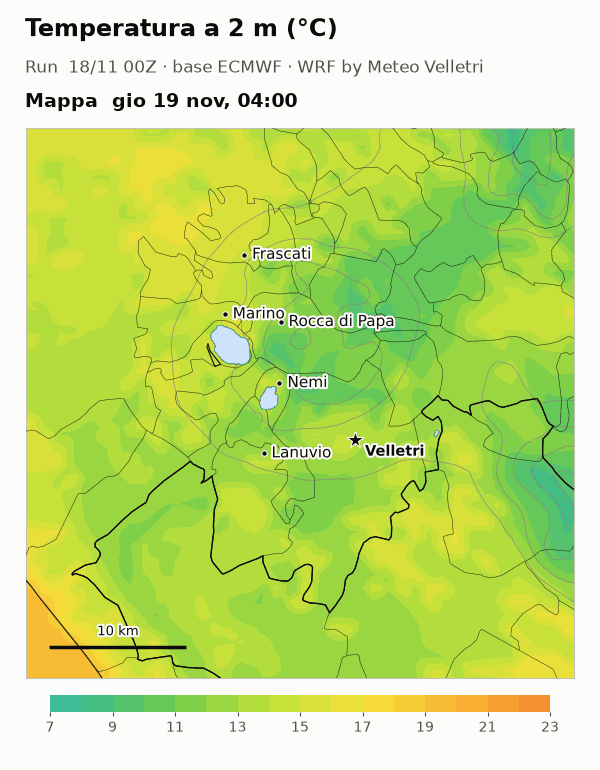 Temperatura a 2 m (°C)
Run  18/11 00Z · base ECMWF · WRF by Meteo Velletri
Mappa  gio 19 nov, 04:00
Frascati
Marino
Rocca di Papa
Nemi
Velletri
Lanuvio
10 km
7 9 11 13 15 17 19 21 23